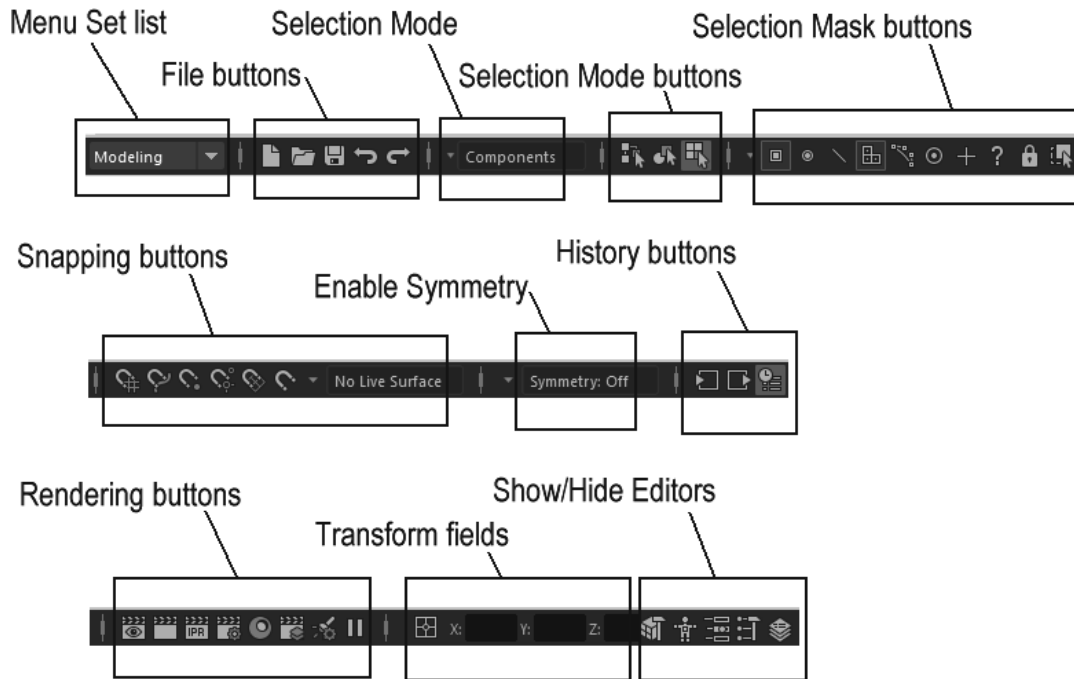 Menu Set list
Selection Mode
Selection Mask buttons
File buttons
Selection Mode buttons
Modeling
Components
?
Snapping buttons
History buttons
Enable Symmetry
No Live Surface
Symmetry: Off
Rendering buttons
Show/Hide Editors
Transform fields
IPR
X:
Y:
Z: